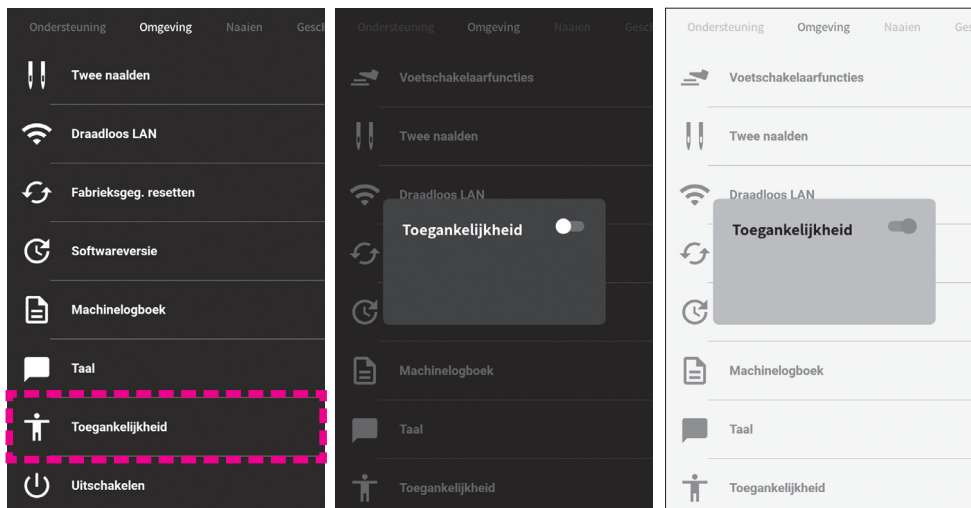 Ondersteuning Omgeving Naaien Gescl
Twee naalden
Draadloos LAN
Fabrieksgeg. resetten
Softwareversie
Machinelogboek
Taal
Toegankelijkheid
Uitschakelen
Ondersteuning Omgeving Naaien Gescl
Voetschakelaarfuncties
Twee naalden
Draadloos LAN
Toegankelijkheid
Machinelogboek
Taal
Toegankelijkheid
Ondersteuning Omgeving Naaien Ges
Voetschakelaarfuncties
Twee naalden
Draadloos LAN
Toegankelijkheid
Machinelogboek
Taal
Toegankelijkheid